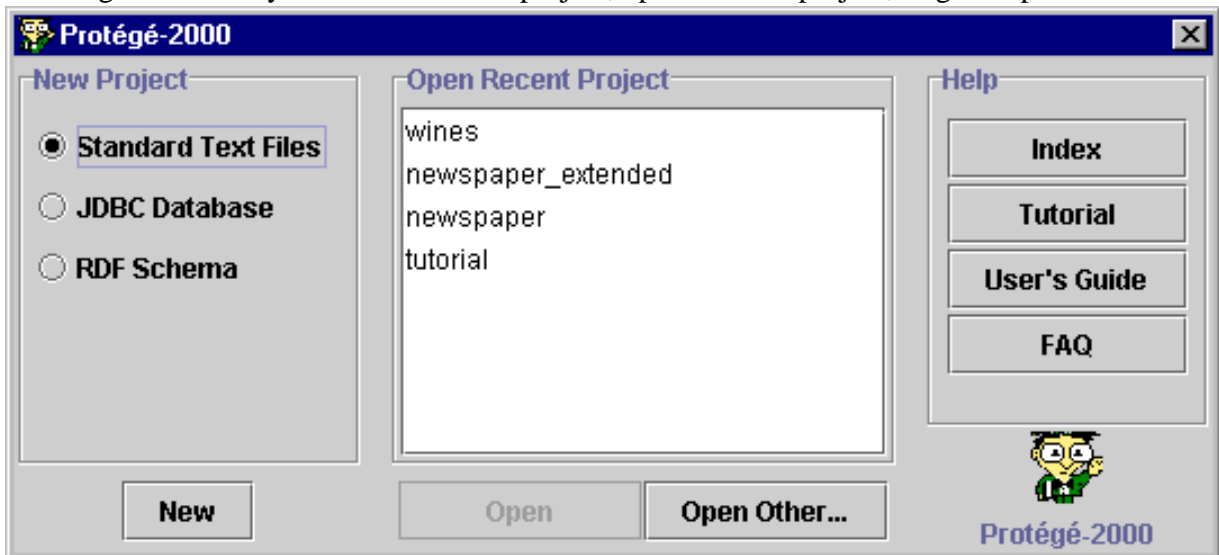 Protégé-2000
New Project
Standard Text Files
JDBC Database
RDF Schema
New
Open Recent Project
wines
newspaper_extended
newspaper
tutorial
Open
Open Other...
Help
Index
Tutorial
User's Guide
FAQ
Protégé-2000